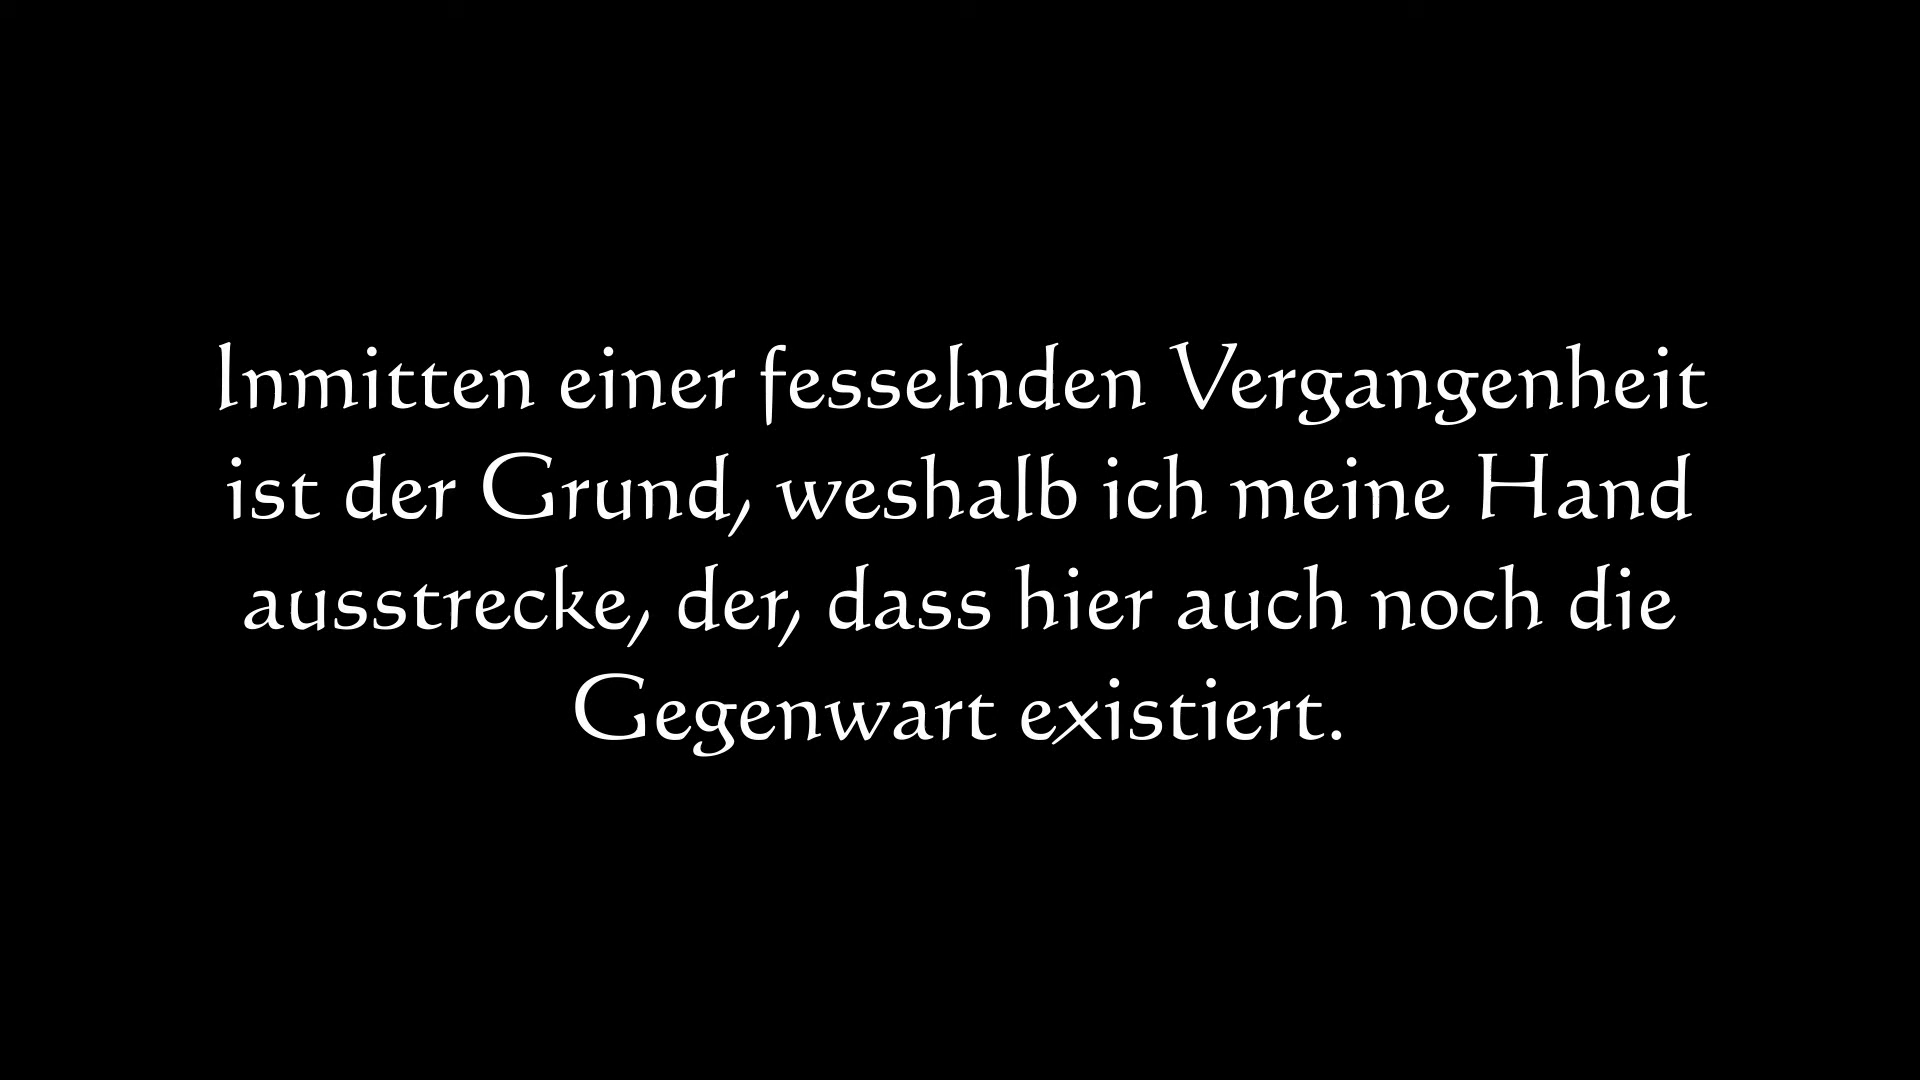 Inmitten einer fesselnden Vergangenheit
ist der Grund, weshalb ich meine Hand
ausstrecke, der, dass hier auch noch die
Gegenwart existiert.